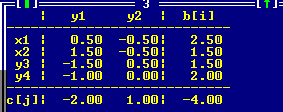 [■] 3 [↑]
¦ y1 y2 ¦ b[i]
x1 ¦ 0.50 -0.50¦ 2.50
x2 ¦ 1.50 -0.50¦ 1.50
y3 ¦ -1.50 0.50¦ 1.50
y4 ¦ -1.00 0.00¦ 2.00
c[j]¦ -2.00 1.00¦ -4.00